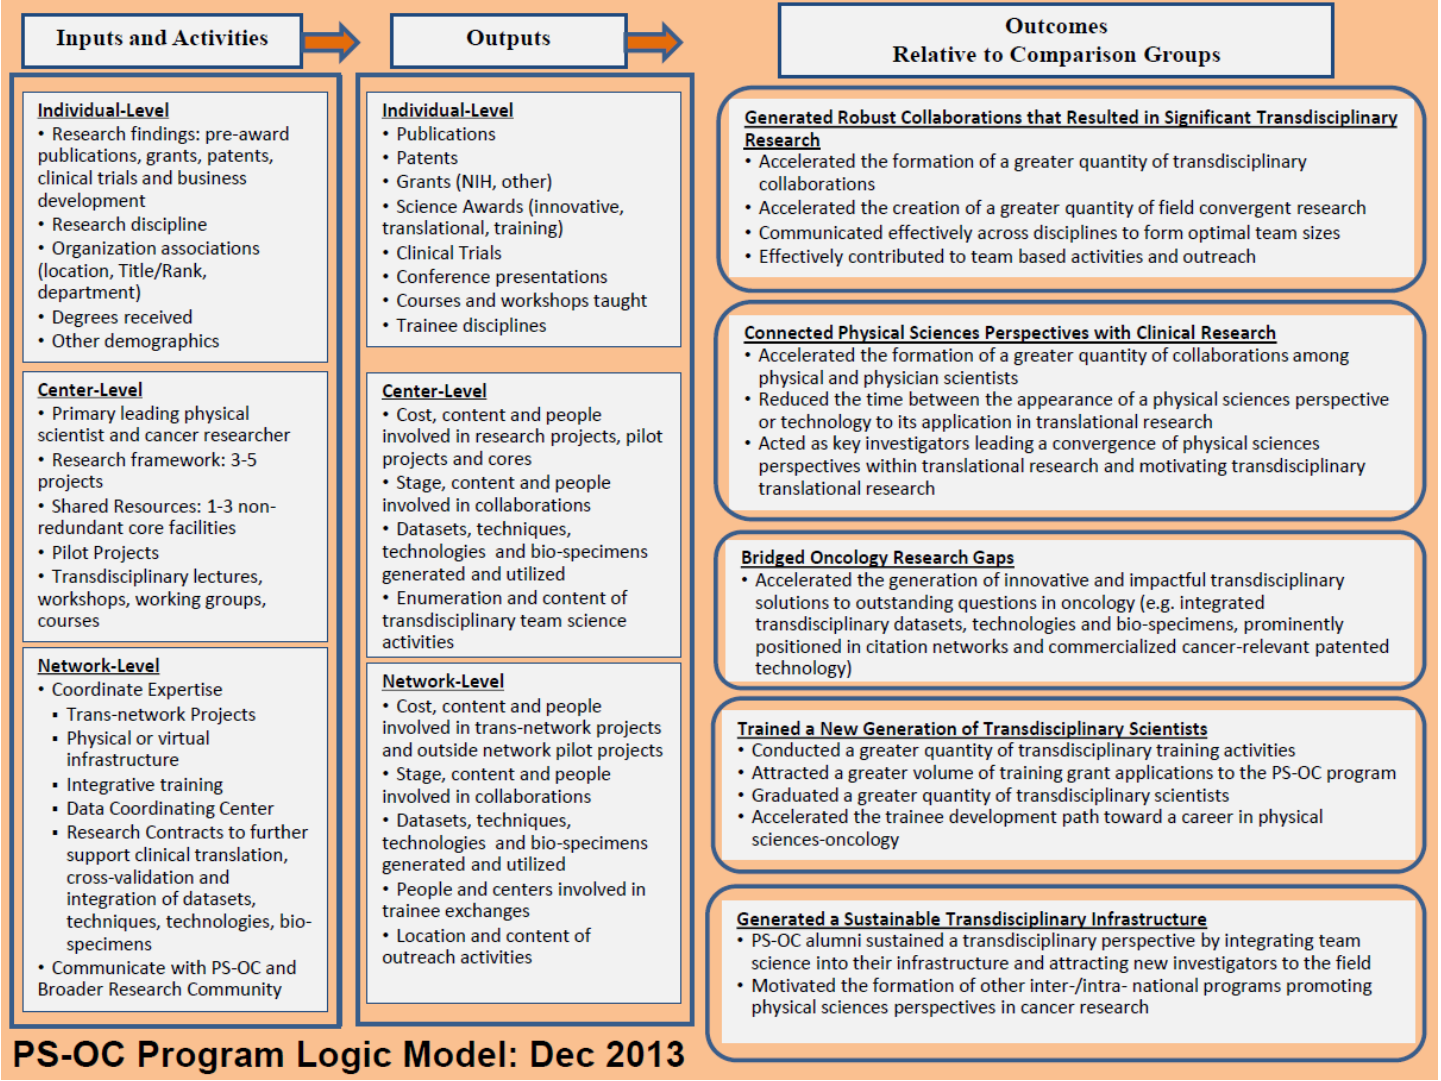 Inputs and Activities
Individual-Level
• Research findings: pre-award
publications, grants, patents,
clinical trials and business
development
• Research discipline
• Organization associations
(location, Title/Rank,
department)
• Degrees received
• Other demographics
Center-Level
• Primary leading physical
scientist and cancer researcher
• Research framework: 3-5
projects
• Shared Resources: 1-3 non-
redundant core facilities
• Pilot Projects
• Transdisciplinary lectures,
workshops, working groups,
courses
Network-Level
• Coordinate Expertise
▪ Trans-network Projects
▪ Physical or virtual
infrastructure
▪ Integrative training
▪ Data Coordinating Center
▪ Research Contracts to further
support clinical translation,
cross-validation and
integration of datasets,
techniques, technologies, bio-
specimens
• Communicate with PS-OC and
Broader Research Community
Outputs
Individual-Level
• Publications
• Patents
• Grants (NIH, other)
• Science Awards (innovative,
translational, training)
• Clinical Trials
• Conference presentations
• Courses and workshops taught
• Trainee disciplines
Center-Level
• Cost, content and people
involved in research projects, pilot
projects and cores
• Stage, content and people
involved in collaborations
• Datasets, techniques,
technologies and bio-specimens
generated and utilized
• Enumeration and content of
transdisciplinary team science
activities
Network-Level
• Cost, content and people
involved in trans-network projects
and outside network pilot projects
• Stage, content and people
involved in collaborations
• Datasets, techniques,
technologies and bio-specimens
generated and utilized
• People and centers involved in
trainee exchanges
• Location and content of
outreach activities
Outcomes
Relative to Comparison Groups
Generated Robust Collaborations that Resulted in Significant Transdisciplinary
Research
• Accelerated the formation of a greater quantity of transdisciplinary
collaborations
• Accelerated the creation of a greater quantity of field convergent research
• Communicated effectively across disciplines to form optimal team sizes
• Effectively contributed to team based activities and outreach
Connected Physical Sciences Perspectives with Clinical Research
• Accelerated the formation of a greater quantity of collaborations among
physical and physician scientists
• Reduced the time between the appearance of a physical sciences perspective
or technology to its application in translational research
• Acted as key investigators leading a convergence of physical sciences
perspectives within translational research and motivating transdisciplinary
translational research
Bridged Oncology Research Gaps
• Accelerated the generation of innovative and impactful transdisciplinary
solutions to outstanding questions in oncology (e.g. integrated
transdisciplinary datasets, technologies and bio-specimens, prominently
positioned in citation networks and commercialized cancer-relevant patented
technology)
Trained a New Generation of Transdisciplinary Scientists
• Conducted a greater quantity of transdisciplinary training activities
• Attracted a greater volume of training grant applications to the PS-OC program
• Graduated a greater quantity of transdisciplinary scientists
• Accelerated the trainee development path toward a career in physical
sciences-oncology
Generated a Sustainable Transdisciplinary Infrastructure
• PS-OC alumni sustained a transdisciplinary perspective by integrating team
science into their infrastructure and attracting new investigators to the field
• Motivated the formation of other inter-/intra- national programs promoting
physical sciences perspectives in cancer research
PS-OC Program Logic Model: Dec 2013